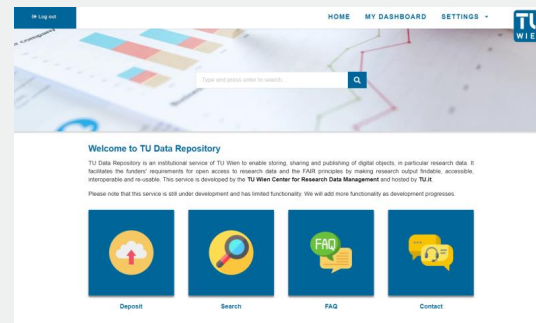 Log out
HOME MY DASHBOARD SETTINGS
TU
WIEN
Type and press enter to search...
Welcome to TU Data Repository
TU Data Repository is an institutional service of TU Wien to enable storing, sharing and publishing of digital objects, in particular research data. It
facilitates the funders' requirements for open access to research data and the FAIR principles by making research output findable, accessible,
interoperable and re-usable. This service is developed by the TU Wien Center for Research Data Management and hosted by TU.it.
Please note that this service is still under development and has limited functionality. We will add more functionality as development progresses.
FAQ
Deposit Search FAQ Contact